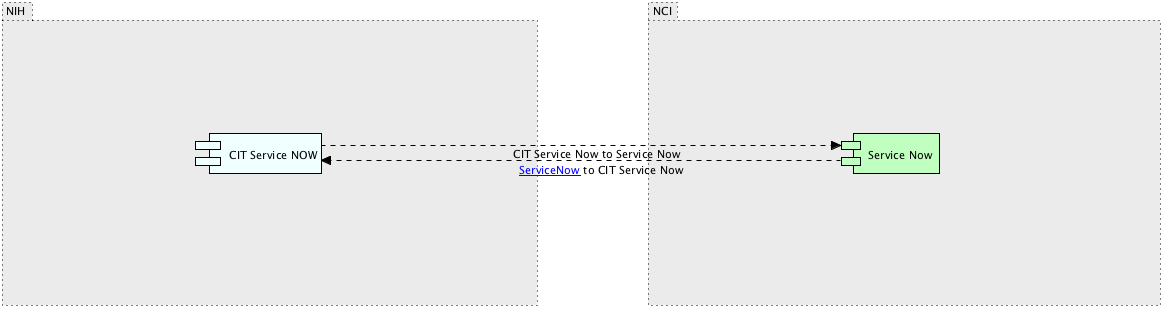 NIH
NCI
CIT Service NOW
CIT Service Now to Service Now
ServiceNow to CIT Service Now
Service Now